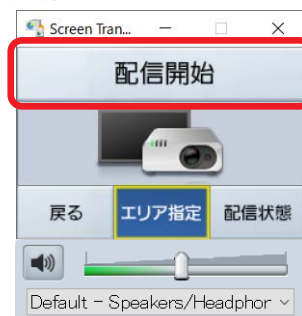 Screen Tran...
配信開始
戻る エリア指定 配信状態
Default - Speakers/Headphor